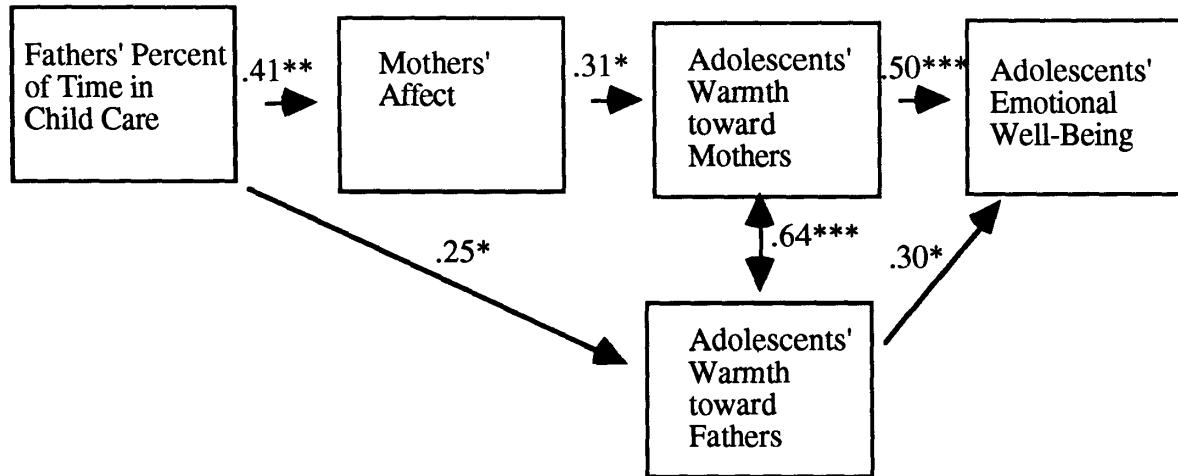 Fathers' Percent
of Time in
Child Care
.41**
Mothers'
Affect
.31*
Adolescents'
Warmth
toward
Mothers
.50***
Adolescents'
Emotional
Well-Being
.25*
.64***
.30*
Adolescents'
Warmth
toward
Fathers